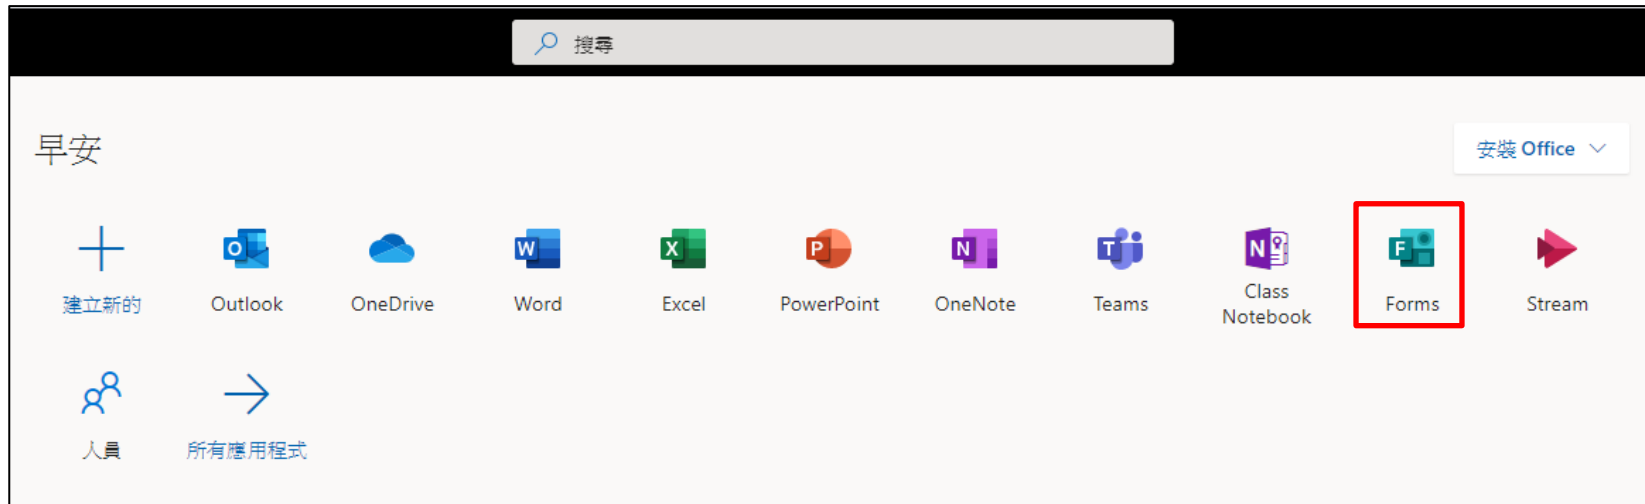 搜尋
早安
安裝 Office
建立新的
Outlook
OneDrive
Word
Excel
PowerPoint
OneNote
Teams
Class
Notebook
Forms
Stream
人員
所有應用程式